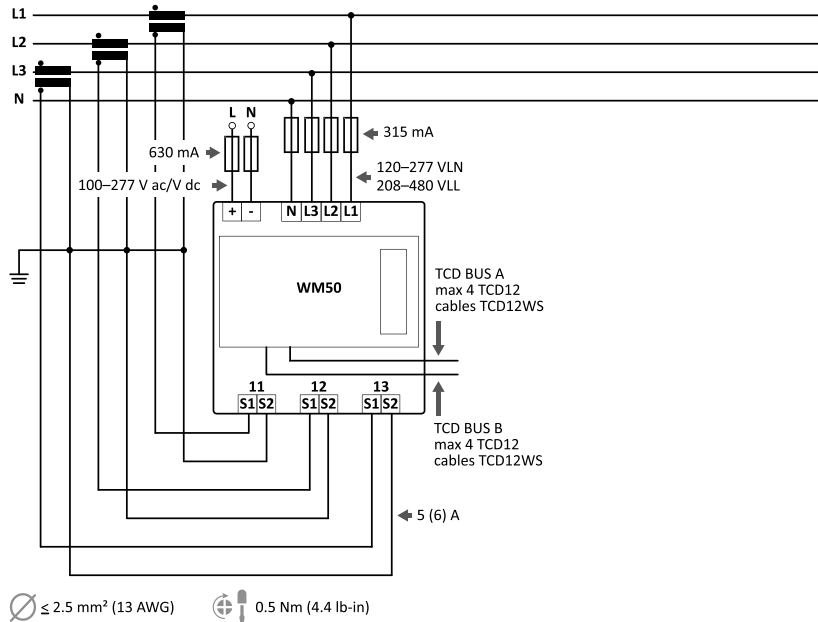 L1
L2
L3
N
L N
630 mA
315 mA
100–277 V ac/V dc
120–277 VLN
208–480 VLL
+ - N L3 L2 L1
WM50
TCD BUS A
max 4 TCD12
cables TCD12WS
11 12 13
S1 S2 S1 S2 S1 S2
TCD BUS B
max 4 TCD12
cables TCD12WS
5 (6) A
≤ 2.5 mm² (13 AWG) 0.5 Nm (4.4 lb-in)